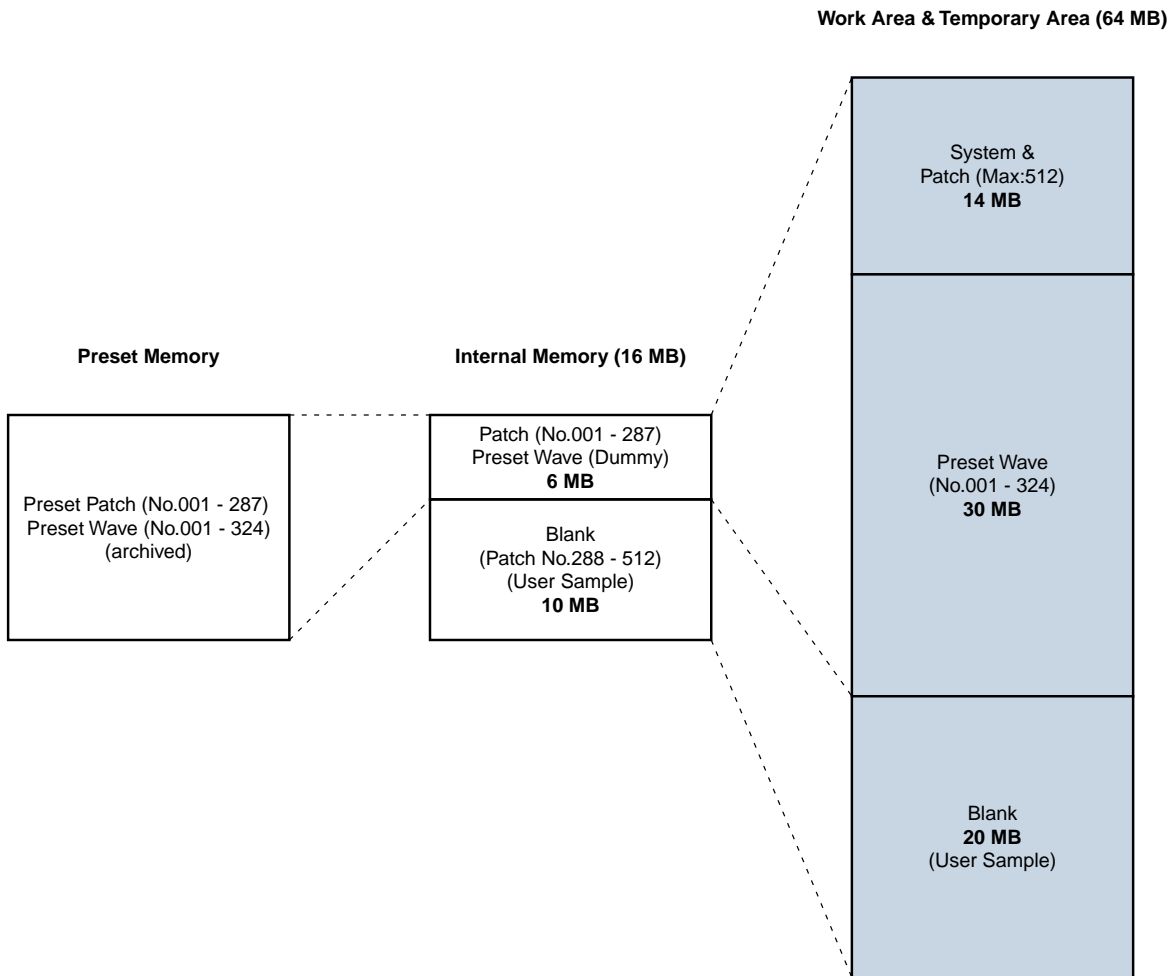 Work Area & Temporary Area (64 MB)
System &
Patch (Max:512)
14 MB
Preset Memory
Internal Memory (16 MB)
Preset Patch (No.001 - 287)
Preset Wave (No.001 - 324)
(archived)
Patch (No.001 - 287)
Preset Wave (Dummy)
6 MB
Blank
(Patch No.288 - 512)
(User Sample)
10 MB
Preset Wave
(No.001 - 324)
30 MB
Blank
20 MB
(User Sample)